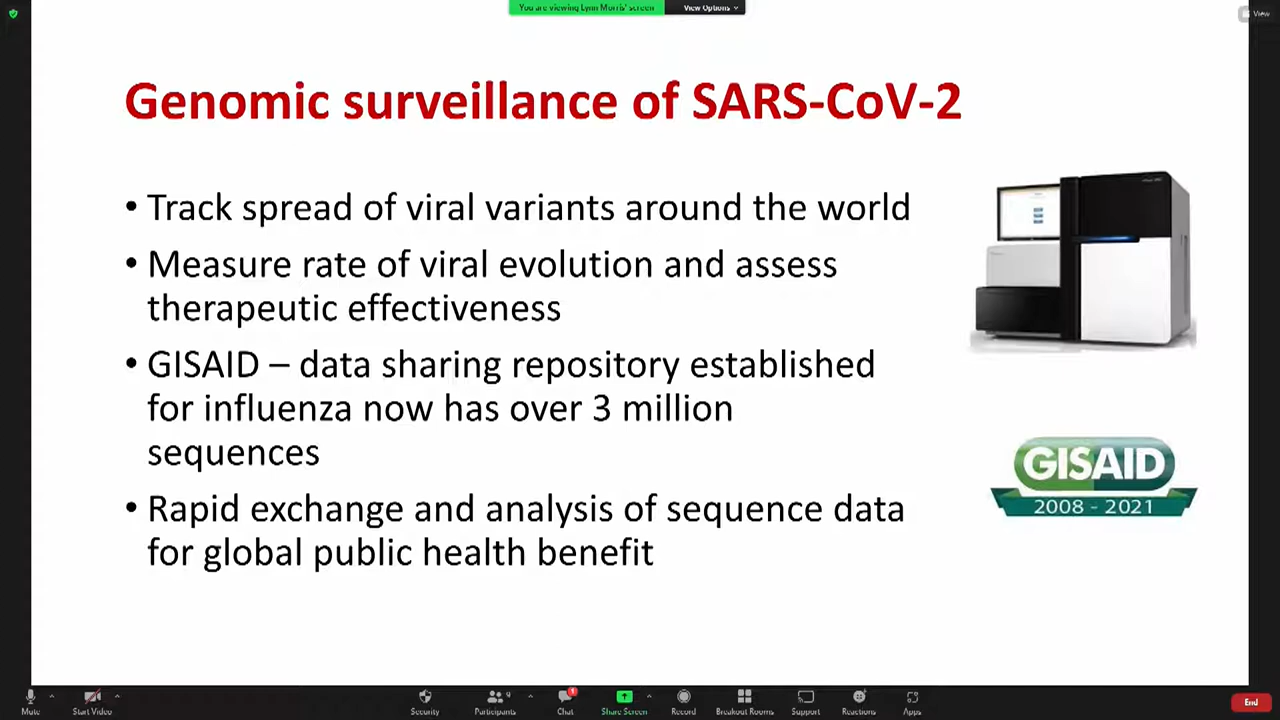 You are viewing Lynn Morris' screen
View Options
View
Genomic surveillance of SARS-CoV-2
• Track spread of viral variants around the world
• Measure rate of viral evolution and assess
therapeutic effectiveness
• GISAID – data sharing repository established
for influenza now has over 3 million
sequences
• Rapid exchange and analysis of sequence data
for global public health benefit
GISAID
2008 - 2021
Mute
Start Video
Security
Participants
9
Chat
1
Share Screen
Record
Breakout Rooms
Support
Reactions
Apps
End